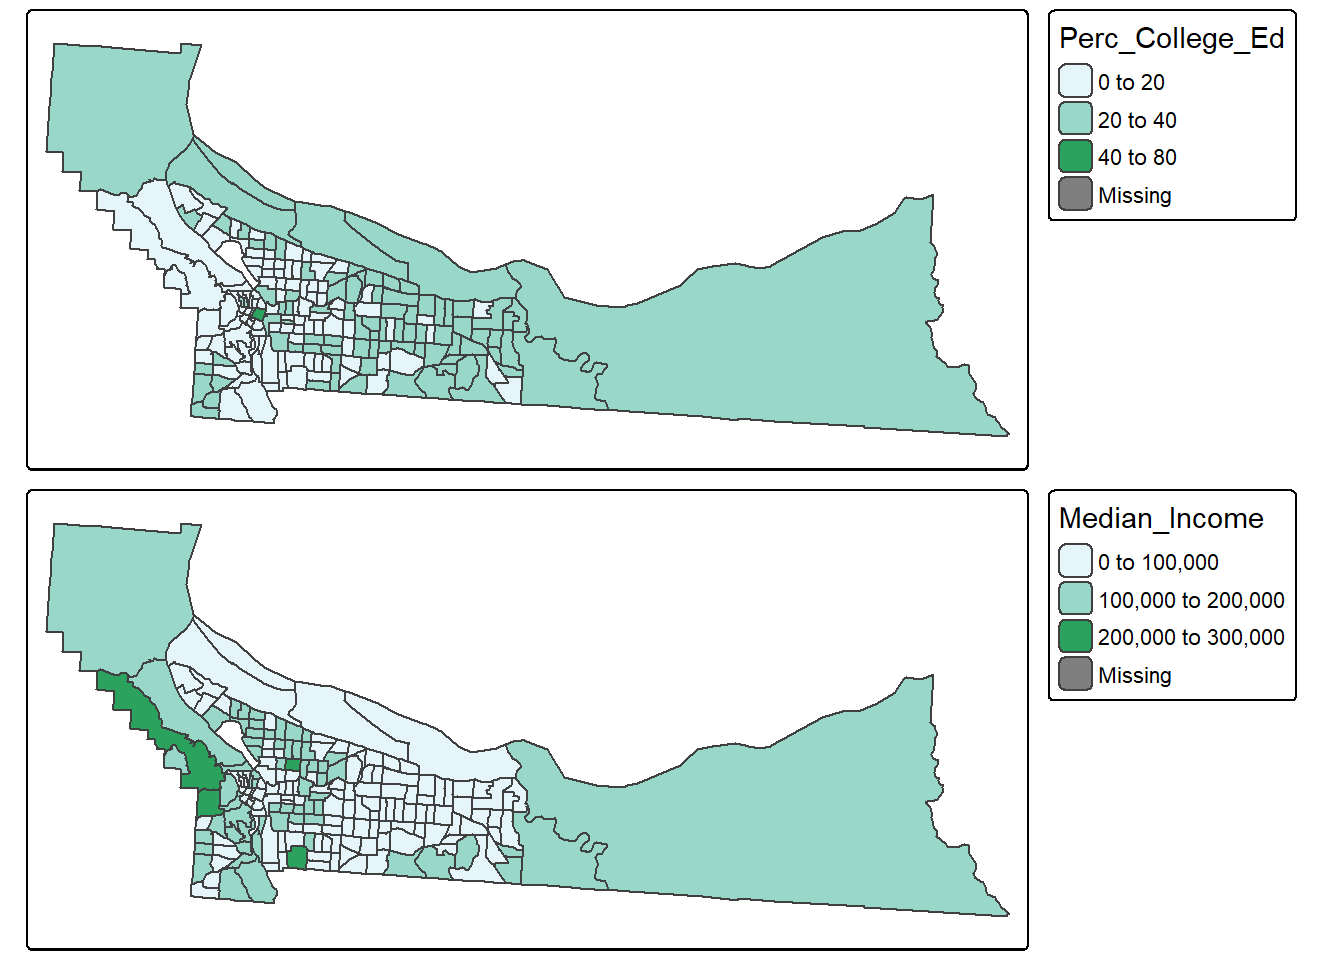 Perc_College_Ed
0 to 20
20 to 40
40 to 80
Missing
Median_Income
0 to 100,000
100,000 to 200,000
200,000 to 300,000
Missing